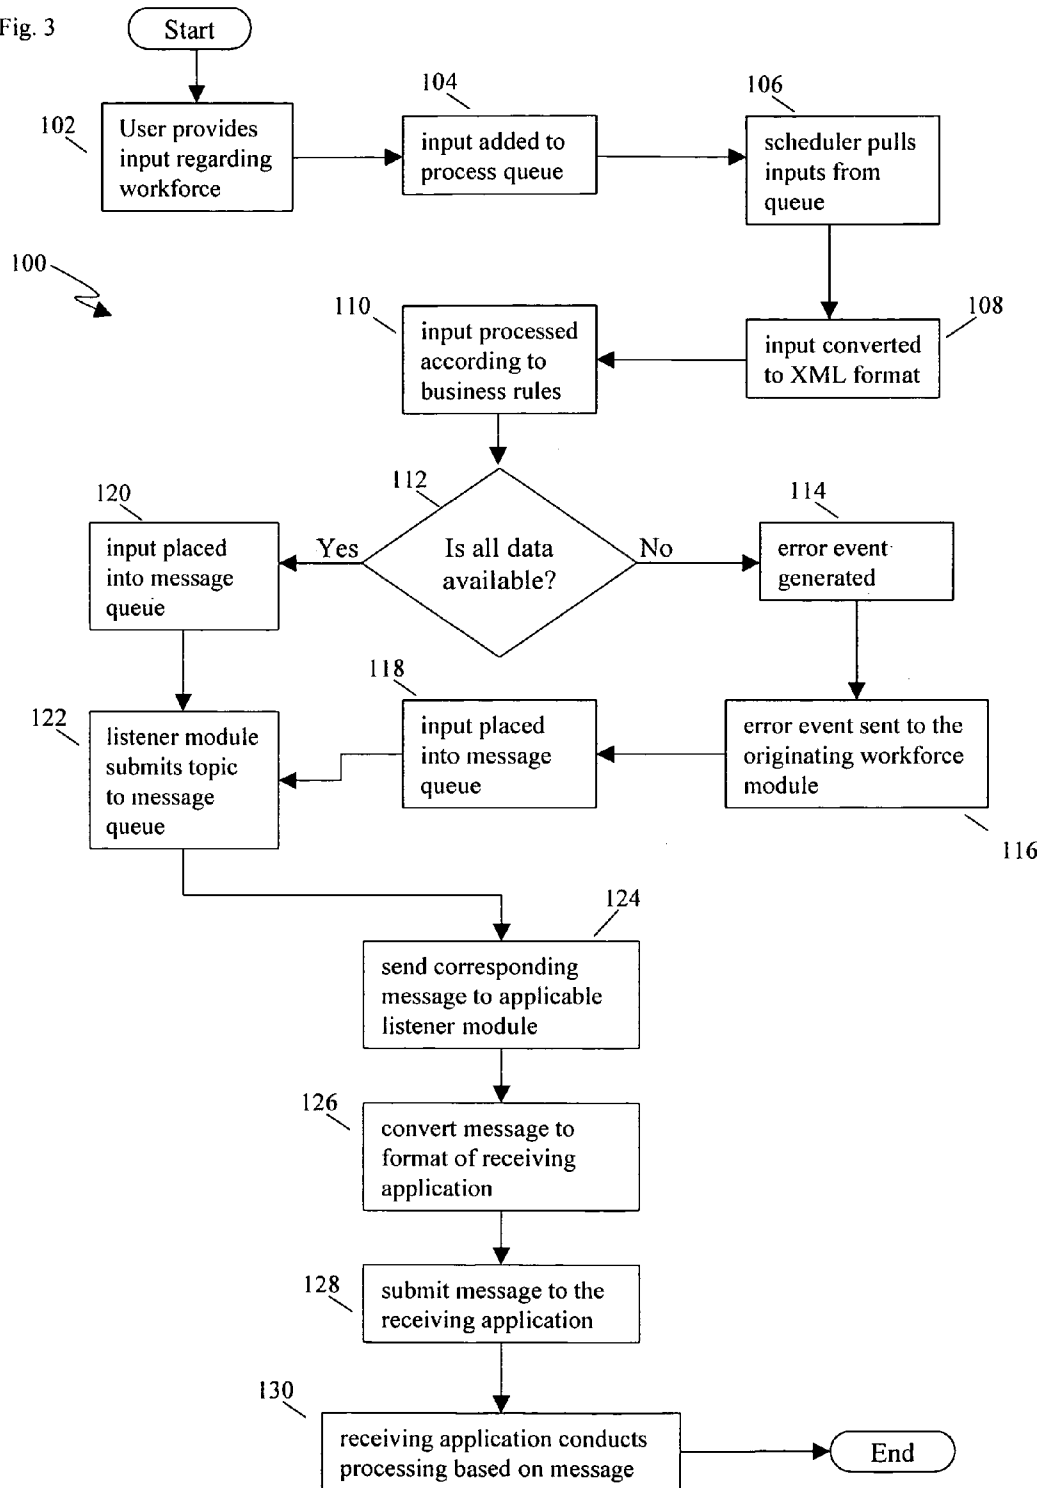 Fig. 3
Start
102
User provides
input regarding
workforce
104
input added to
process queue
106
scheduler pulls
inputs from
queue
100
110
input processed
according to
business rules
108
input converted
to XML format
112
Is all data
available?
Yes
No
120
input placed
into message
queue
114
error event
generated
118
input placed
into message
queue
error event sent to the
originating workforce
module
116
122
listener module
submits topic
to message
queue
124
send corresponding
message to applicable
listener module
126
convert message to
format of receiving
application
128
submit message to the
receiving application
130
receiving application conducts
processing based on message
End